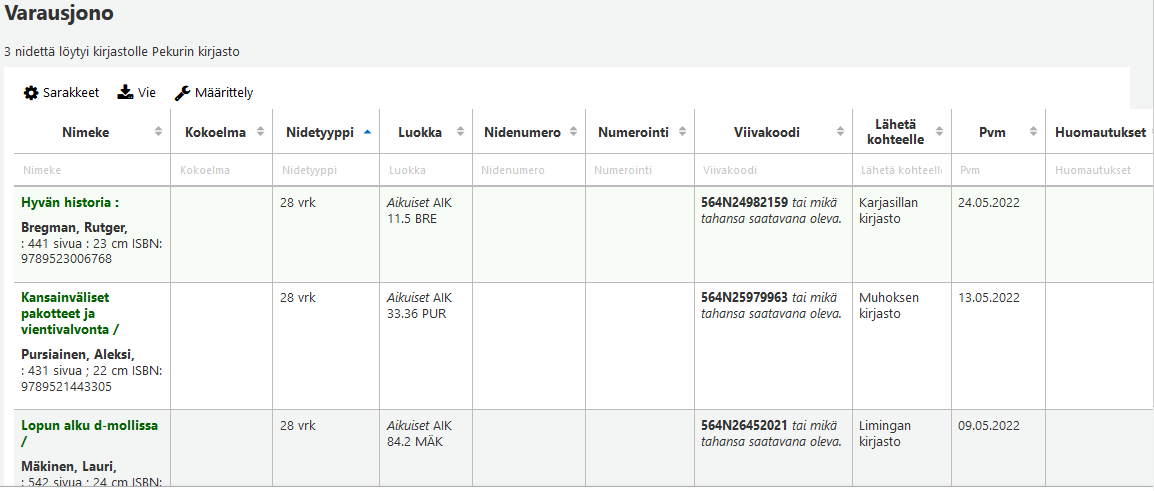 Varausjono
3 nidettä löytyi kirjastolle Pekurin kirjasto
Sarakkeet Vie Määrittely
Nimeke Kokoelma Nidetyyppi Luokka Nidenumero Numerointi Viivakoodi Lähetä kohteelle Pvm Huomautukset
Nimeke Kokoelma Nidetyyppi Luokka Nidenumero Numerointi Viivakoodi Lähetä kohteelle Pvm Huomautukset
Hyvän historia : 28 vrk Aikuiset AIK 564N24982159 tai mikä Karjasillan 24.05.2022
11.5 BRE tahansa saatavana oleva. kirjasto
Bregman, Rutger,
: 441 sivua : 23 cm ISBN:
9789523006768
Kansainväliset 28 vrk Aikuiset AIK 564N25979963 tai mikä Muhoksen 13.05.2022
pakotteet ja 33.36 PUR tahansa saatavana oleva. kirjasto
vientivalvonta /
Pursiainen, Aleksi,
: 431 sivua ; 22 cm ISBN:
9789521443305
Lopun alku d-mollissa 28 vrk Aikuiset AIK 564N26452021 tai mikä Limingan 09.05.2022
/ 84.2 MÄK tahansa saatavana oleva. kirjasto
Mäkinen, Lauri,
: 542 sivua : 24 cm ISBN: